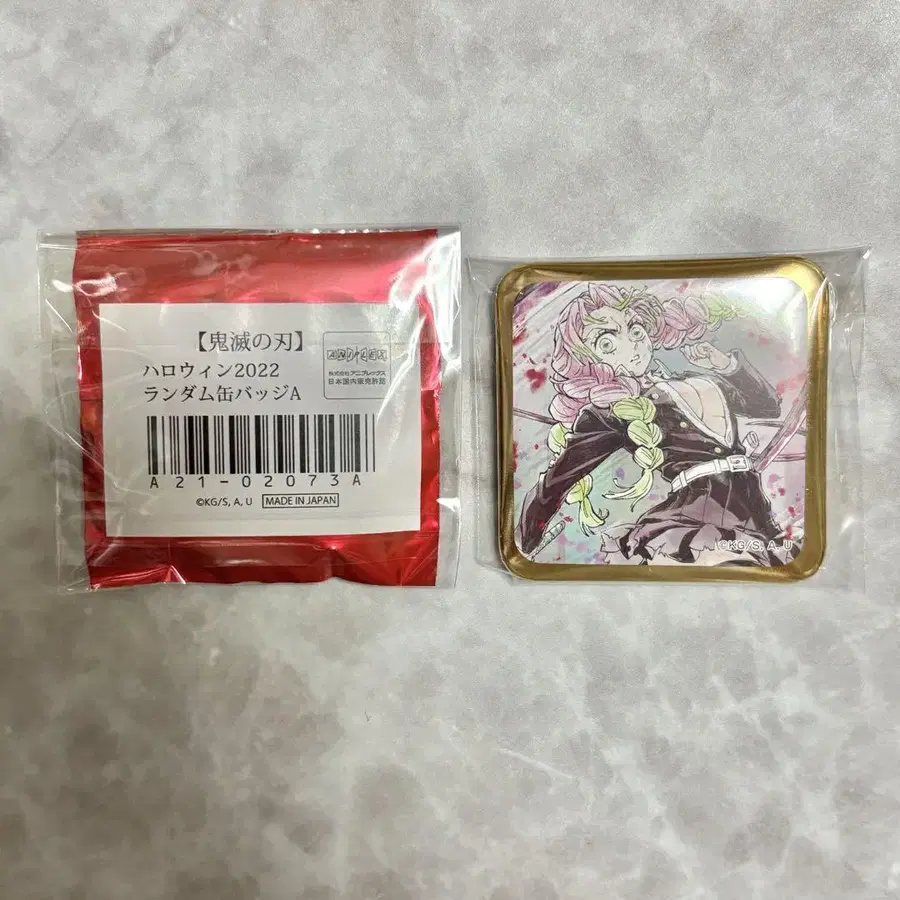 【鬼滅の刃】
ハロウィン2022
ランダム缶バッジA
ANIPLEX
株式会社アニプレックス
日本国内販売許諾
A21-02073A
©KG/S, A, U MADE IN JAPAN
©KG/S, A, U